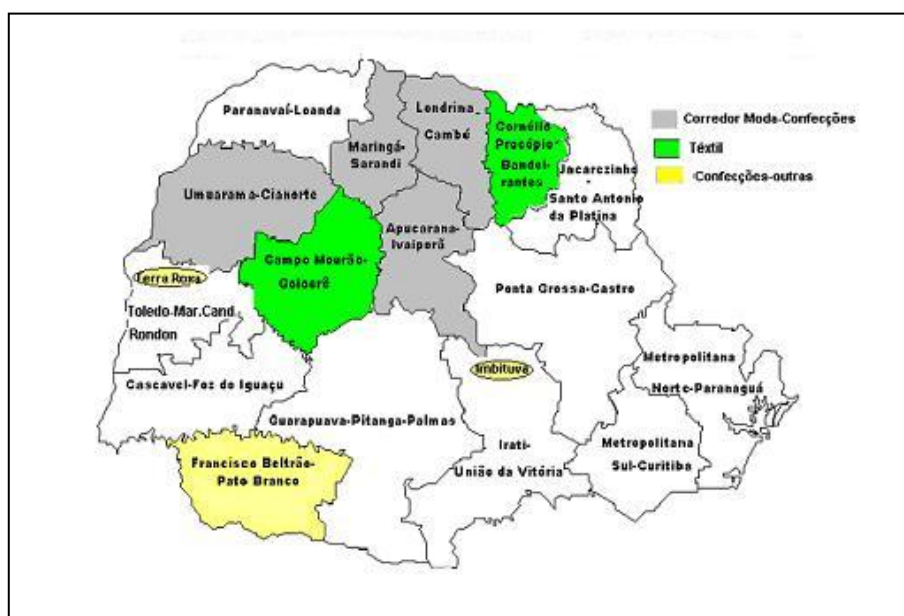 Paranavaí-Loanda
Londrina
Cambé
Cornélio
Procópio-
Bandei-
rantes
Maringá-
Sarandi
Jacarezinho
-
Santo Antonio
da Platina
Umuarama-Cianorte
Apucarana-
Ivaiporã
Campo Mourão-
Goioerê
Terra Roxa
Toledo-Mar.Cand
Rondon
Ponta Grossa-Castro
Cascavel-Foz do Iguaçu
Imbituva
Metropolitana
Norte-Paranaguá
Guarapuava-Pitanga-Palmas
Irati-
União da Vitória
Metropolitana
Sul-Curitiba
Francisco Beltrão-
Pato Branco
Corredor Moda-Confecções
Têxtil
Confecções-outras